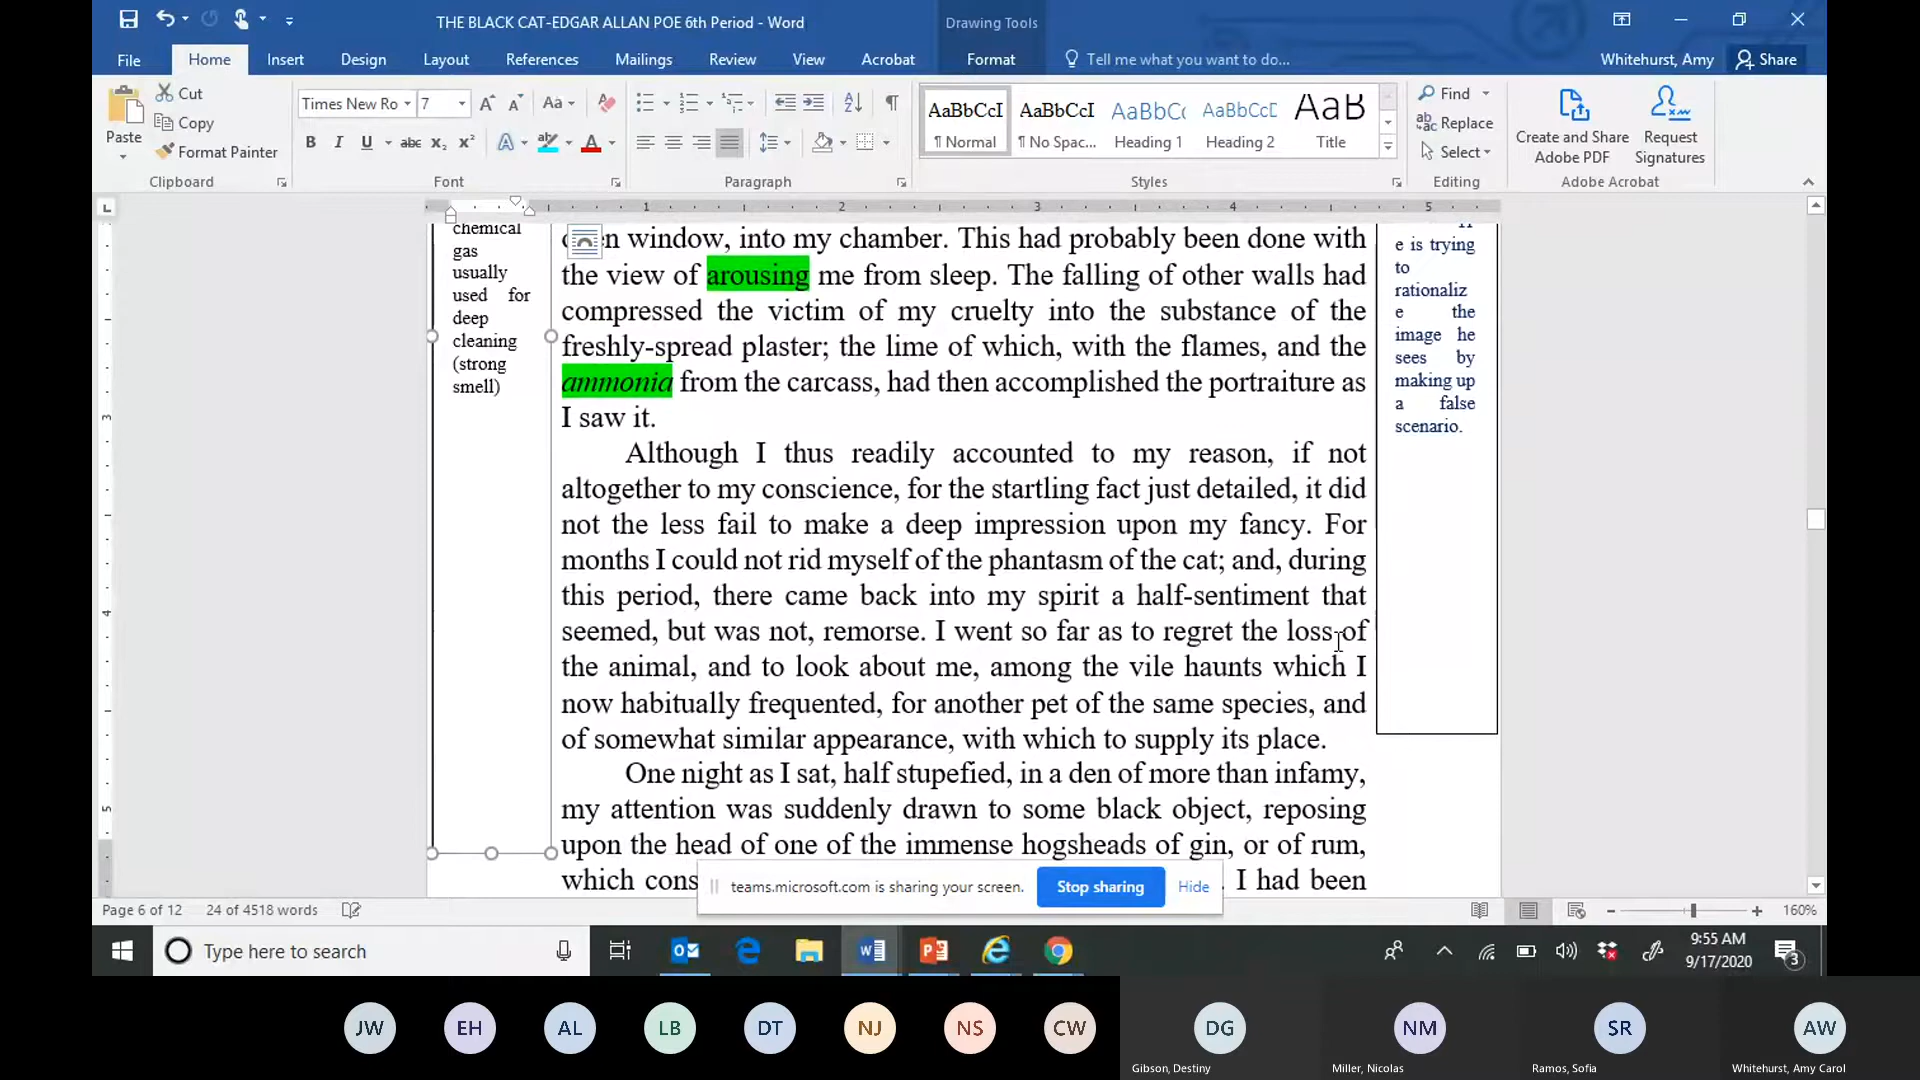 THE BLACK CAT-EDGAR ALLAN POE 6th Period - Word
Drawing Tools
File Home Insert Design Layout References Mailings Review View Acrobat Format Tell me what you want to do... Whitehurst, Amy Share
Paste
Cut
Copy
Format Painter
Clipboard
Times New Ro 7
Font
Paragraph
AaBbCcI AaBbCcI AaBbC AaBbCcD AaB
¶ Normal ¶ No Spac... Heading 1 Heading 2 Title
Styles
Find
Replace
Select
Editing
Create and Share
Adobe PDF
Request
Signatures
Adobe Acrobat
1 2 3 4 5
chemical
gas
usually
used for
deep
cleaning
(strong
smell)
window, into my chamber. This had probably been done with
the view of arousing me from sleep. The falling of other walls had
compressed the victim of my cruelty into the substance of the
freshly-spread plaster; the lime of which, with the flames, and the
ammonia from the carcass, had then accomplished the portraiture as
I saw it.
Although I thus readily accounted to my reason, if not
altogether to my conscience, for the startling fact just detailed, it did
not the less fail to make a deep impression upon my fancy. For
months I could not rid myself of the phantasm of the cat; and, during
this period, there came back into my spirit a half-sentiment that
seemed, but was not, remorse. I went so far as to regret the loss of
the animal, and to look about me, among the vile haunts which I
now habitually frequented, for another pet of the same species, and
of somewhat similar appearance, with which to supply its place.
One night as I sat, half stupefied, in a den of more than infamy,
my attention was suddenly drawn to some black object, reposing
upon the head of one of the immense hogsheads of gin, or of rum,
which cons I had been
e is trying
to
rationaliz
e the
image he
sees by
making up
a false
scenario.
3
4
5
teams.microsoft.com is sharing your screen. Stop sharing Hide
Page 6 of 12 24 of 4518 words 160%
Type here to search
9:55 AM
9/17/2020
3
JW EH AL LB DT NJ NS CW DG NM SR AW
Gibson, Destiny Miller, Nicolas Ramos, Sofia Whitehurst, Amy Carol